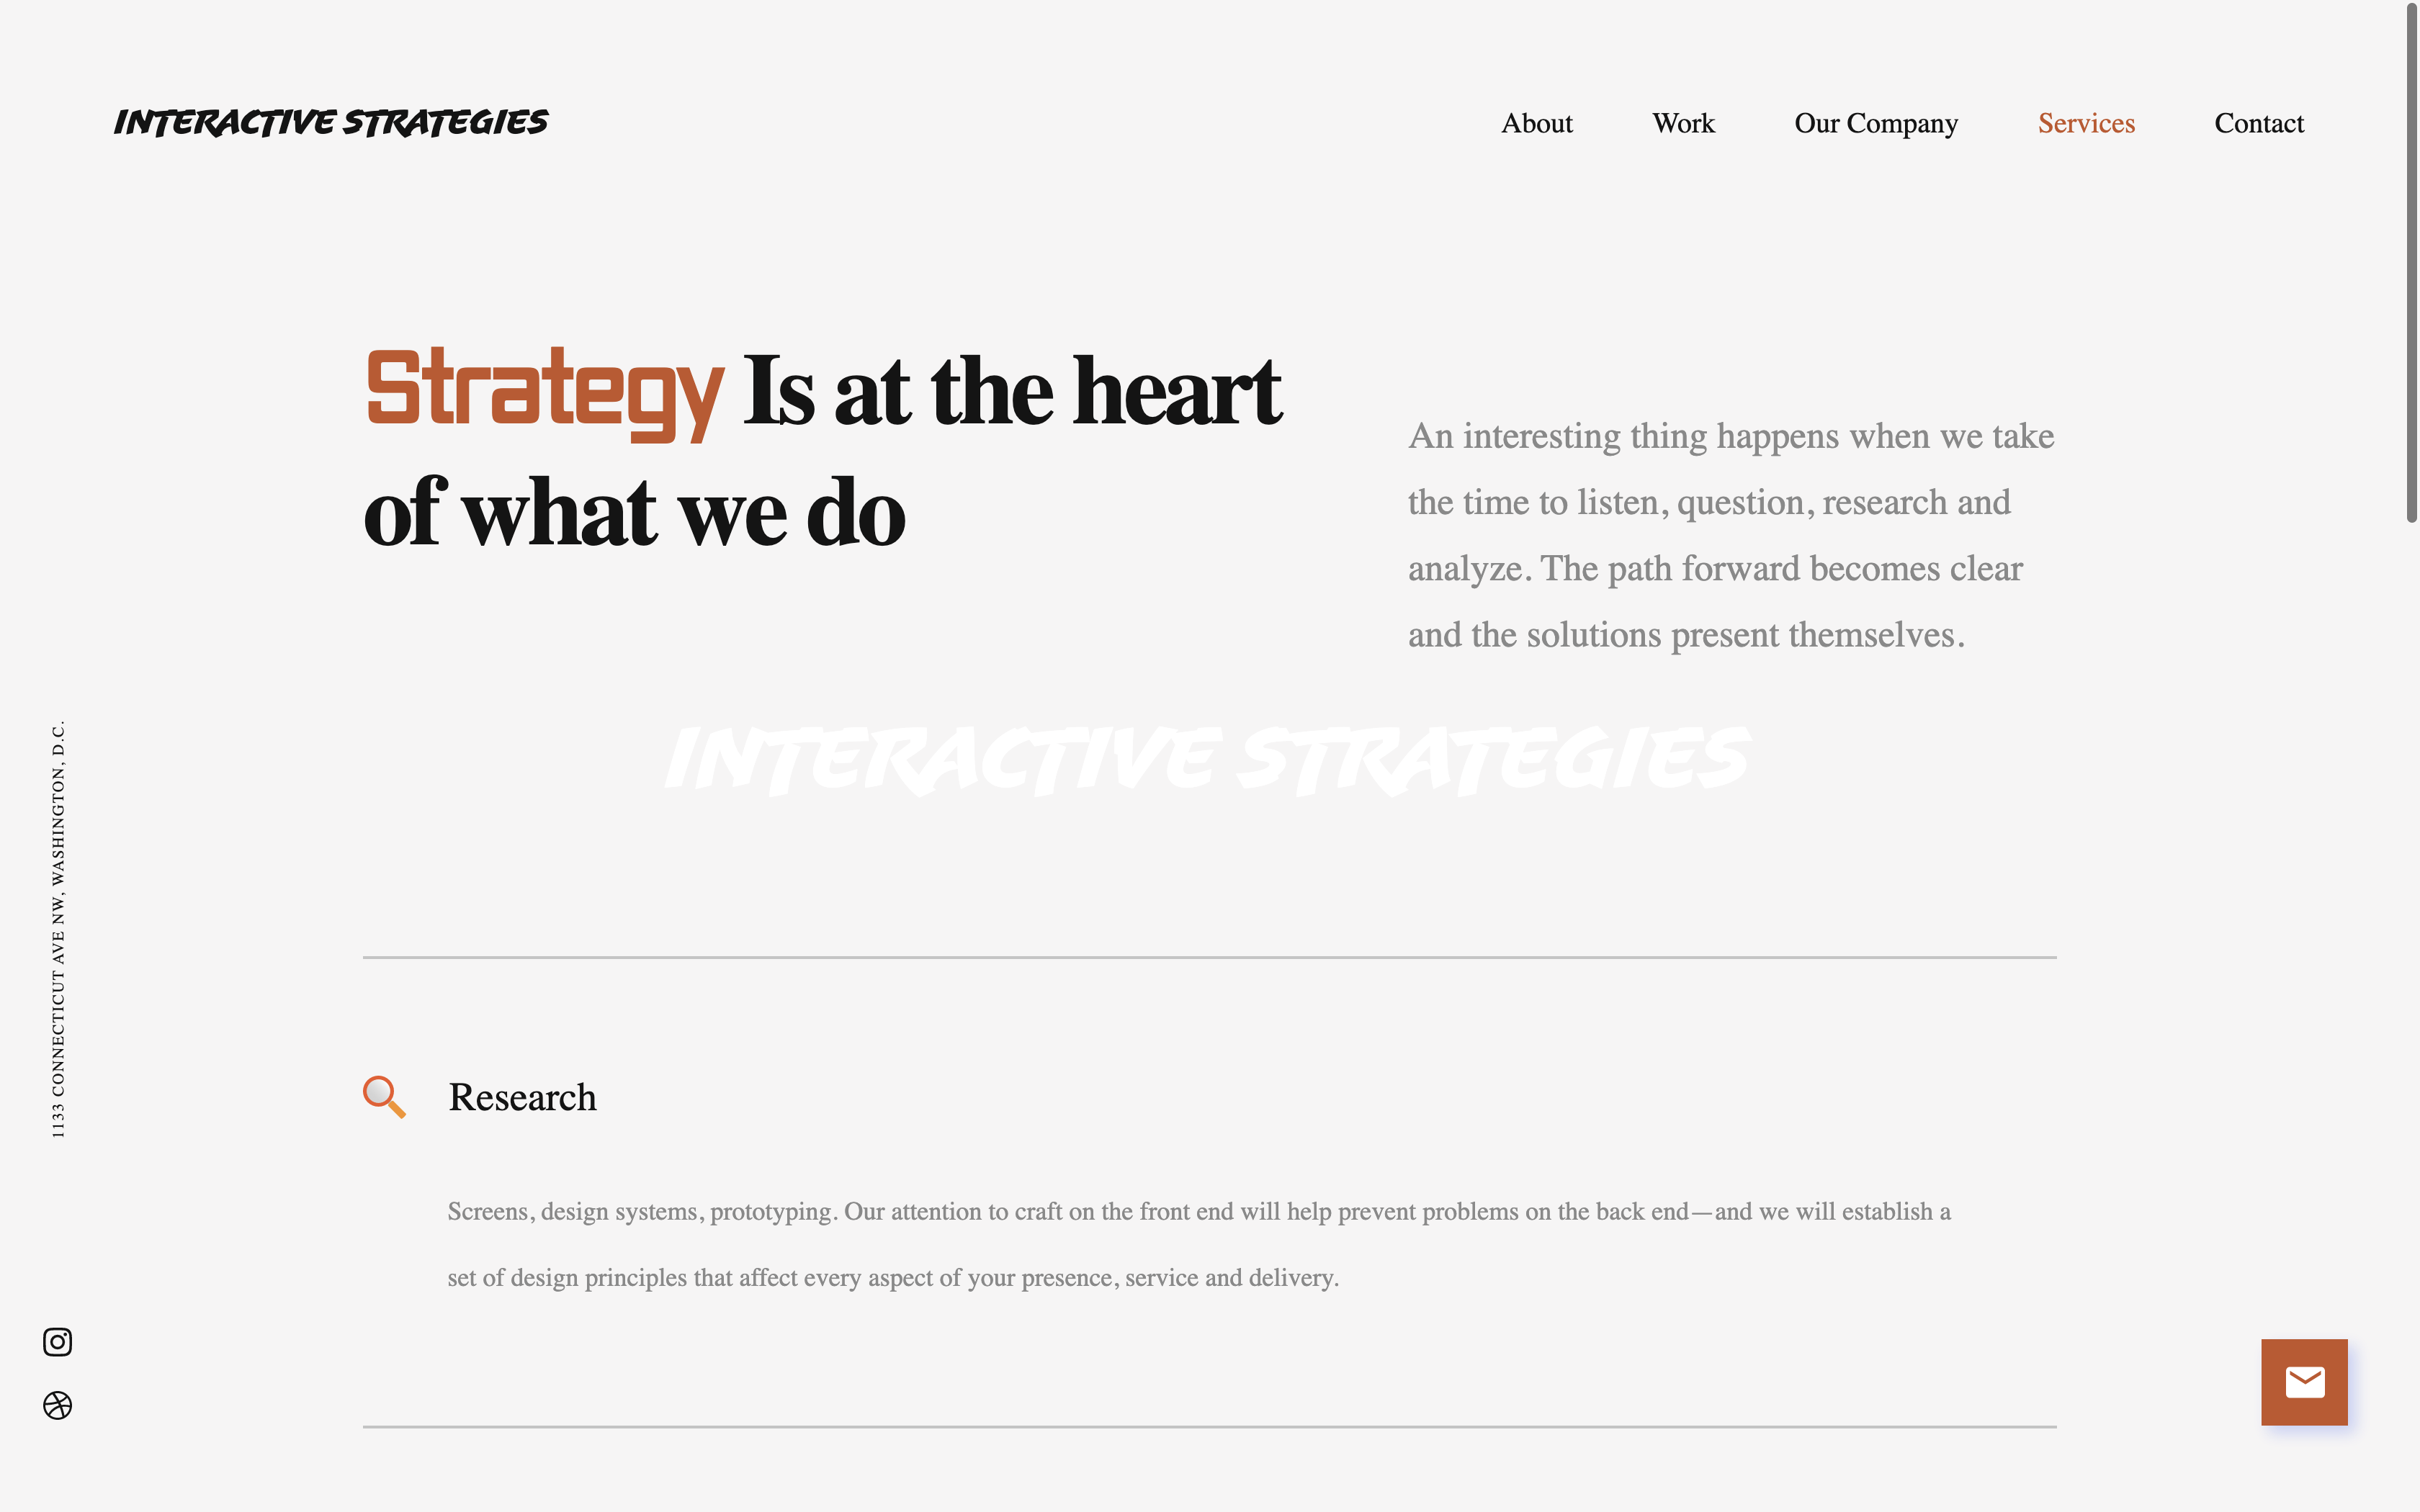 INTERACTIVE STRATEGIES
About Work Our Company Services Contact
Strategy Is at the heart
of what we do
An interesting thing happens when we take
the time to listen, question, research and
analyze. The path forward becomes clear
and the solutions present themselves.
INTERACTIVE STRATEGIES
1133 CONNECTICUT AVE NW, WASHINGTON, D.C.
Research
Screens, design systems, prototyping. Our attention to craft on the front end will help prevent problems on the back end—and we will establish a
set of design principles that affect every aspect of your presence, service and delivery.